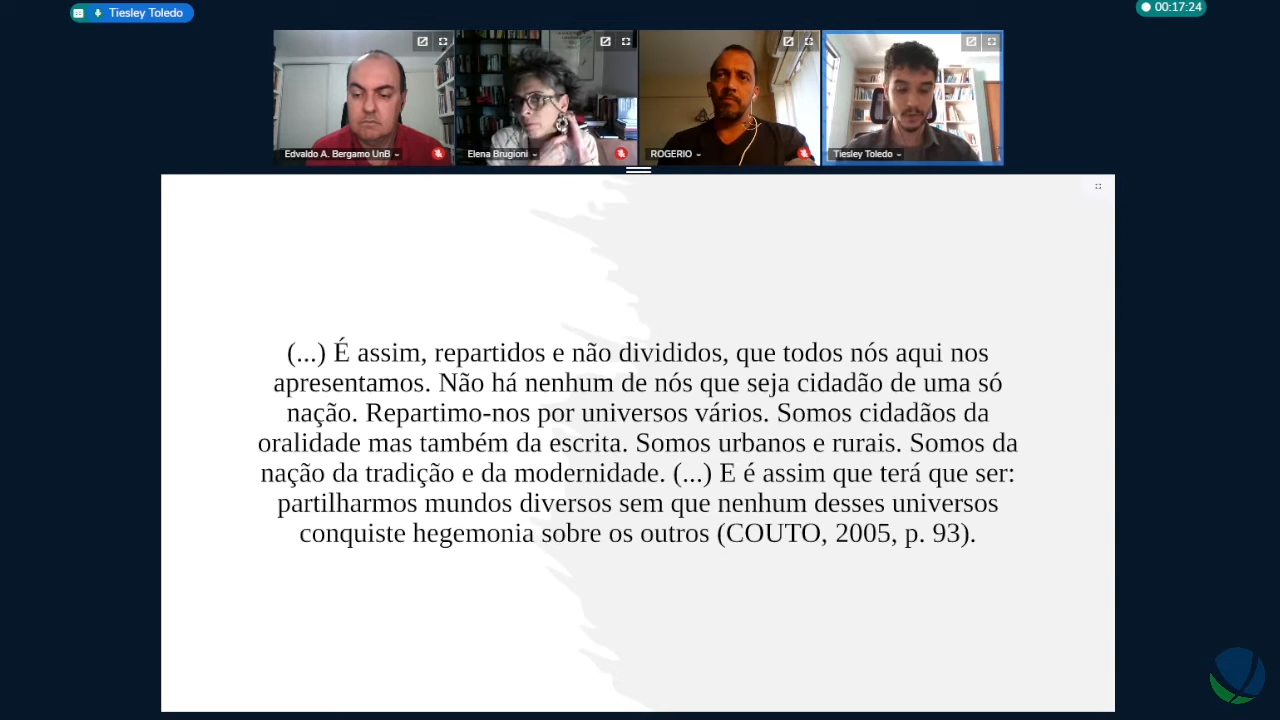 Tiesley Toledo
00:17:24
Edvaldo A. Bergamo UnB
Elena Brugioni
ROGERIO
Tiesley Toledo
(...) É assim, repartidos e não divididos, que todos nós aqui nos
apresentamos. Não há nenhum de nós que seja cidadão de uma só
nação. Repartimo-nos por universos vários. Somos cidadãos da
oralidade mas também da escrita. Somos urbanos e rurais. Somos da
nação da tradição e da modernidade. (...) E é assim que terá que ser:
partilharmos mundos diversos sem que nenhum desses universos
conquiste hegemonia sobre os outros (COUTO, 2005, p. 93).